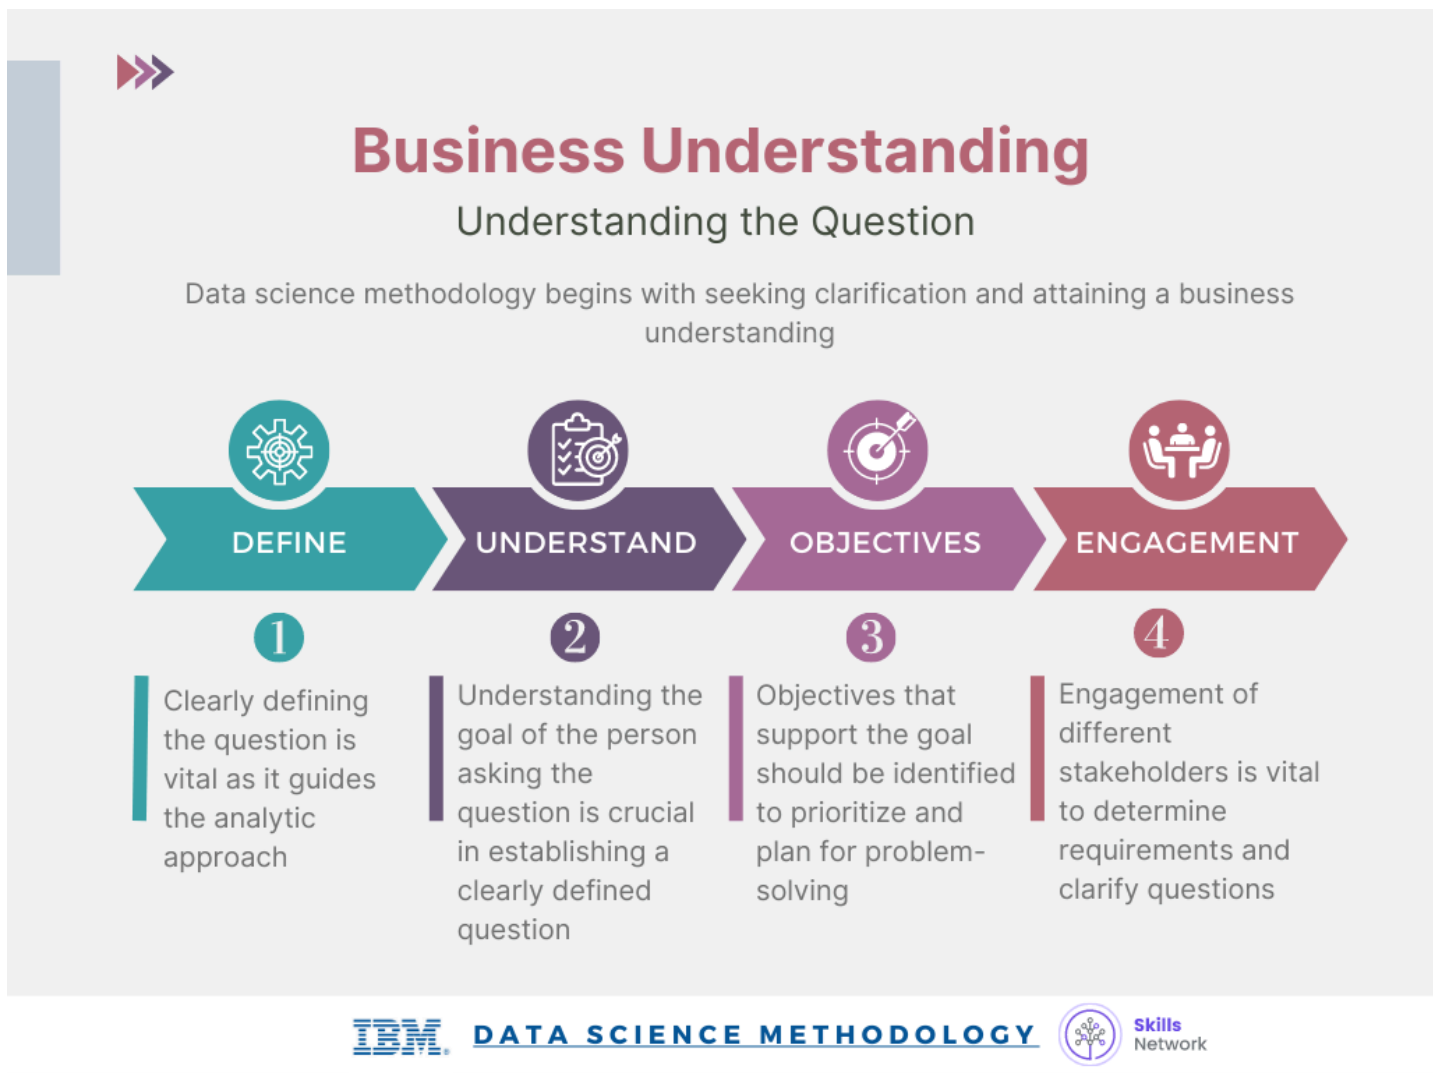 Business Understanding
Understanding the Question
Data science methodology begins with seeking clarification and attaining a business
understanding
DEFINE
UNDERSTAND
OBJECTIVES
ENGAGEMENT
1
Clearly defining
the question is
vital as it guides
the analytic
approach
2
Understanding the
goal of the person
asking the
question is crucial
in establishing a
clearly defined
question
3
Objectives that
support the goal
should be identified
to prioritize and
plan for problem-
solving
4
Engagement of
different
stakeholders is vital
to determine
requirements and
clarify questions
IBM®
DATA SCIENCE METHODOLOGY
Skills
Network